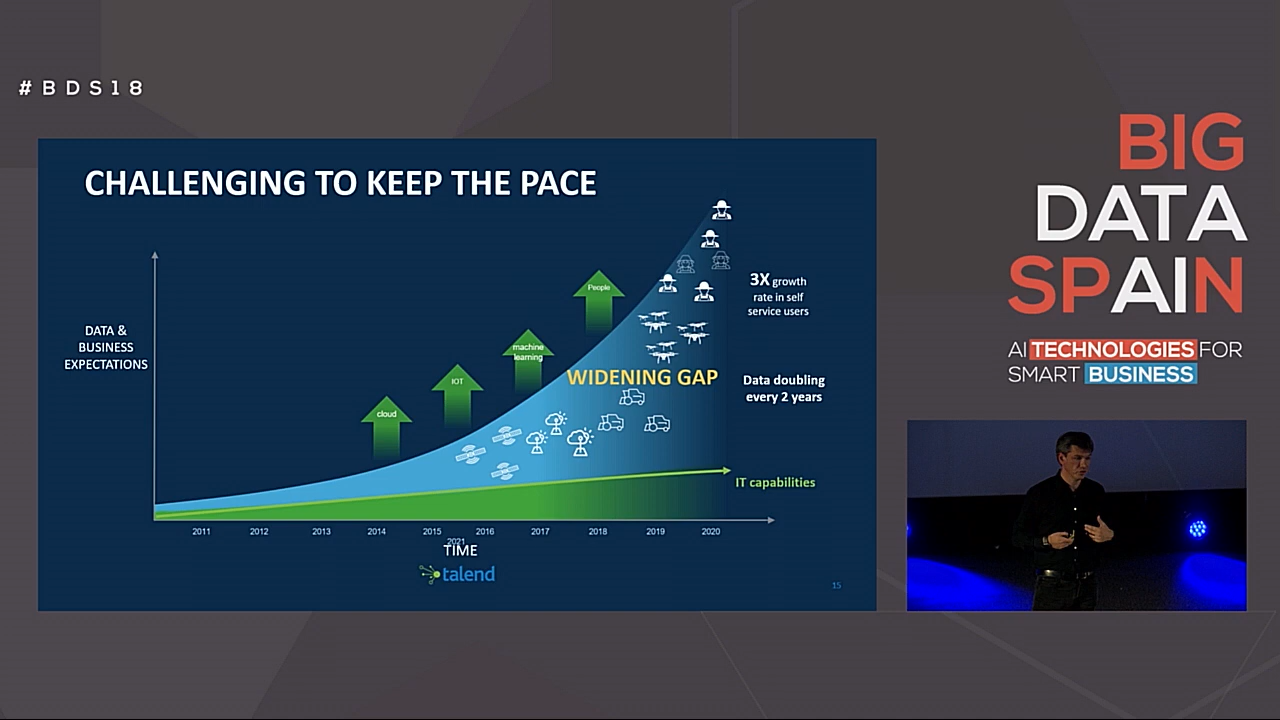 #BDS18
CHALLENGING TO KEEP THE PACE
DATA &
BUSINESS
EXPECTATIONS
cloud
IOT
machine
learning
People
WIDENING GAP
3X growth
rate in self
service users
Data doubling
every 2 years
IT capabilities
2011 2012 2013 2014 2015 2016 2017 2018 2019 2020
2021
TIME
talend
15
BIG
DATA
SPAIN
AI TECHNOLOGIES FOR
SMART BUSINESS